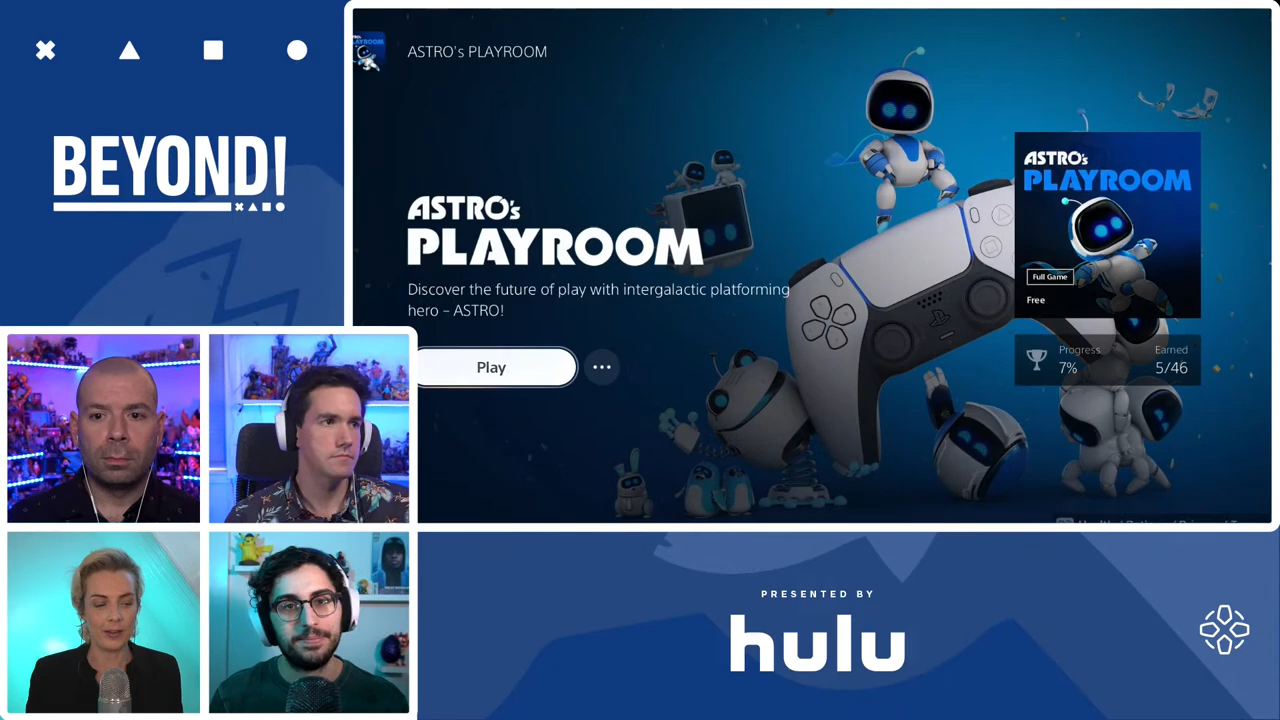 BEYOND!
ASTRO's PLAYROOM
ASTRO's
PLAYROOM
Discover the future of play with intergalactic platforming
hero – ASTRO!
Play
ASTRO's
PLAYROOM
Full Game
Free
Progress
7%
Earned
5/46
PRESENTED BY
hulu